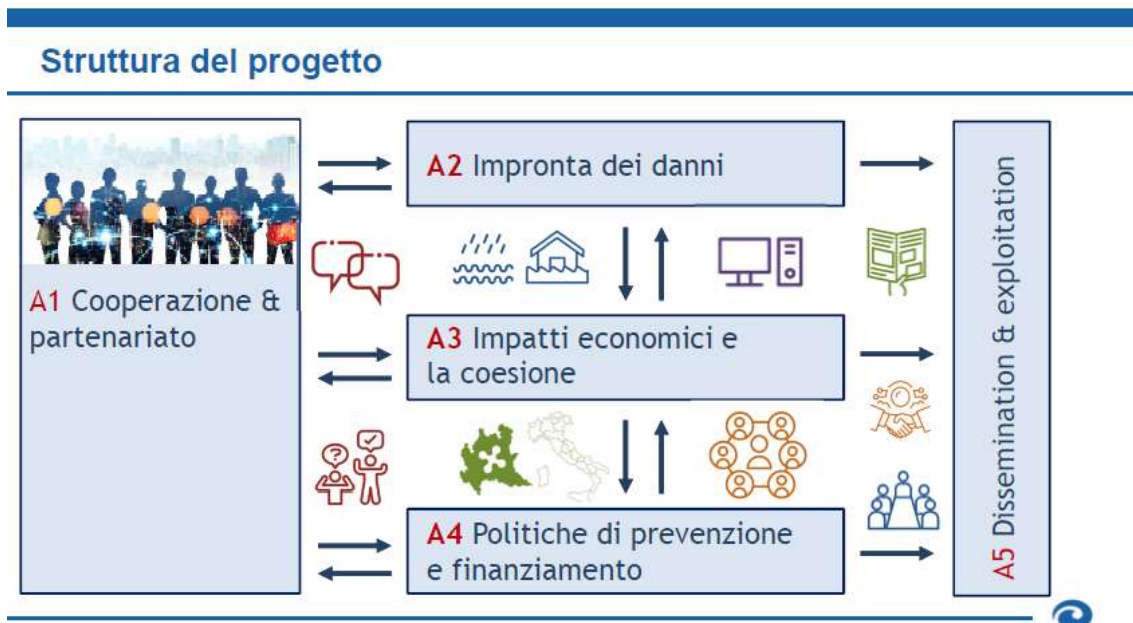 Struttura del progetto
A1 Cooperazione &
partenariato
A2 Impronta dei danni
A3 Impatti economici e
la coesione
A4 Politiche di prevenzione
e finanziamento
A5 Dissemination & exploitation
?